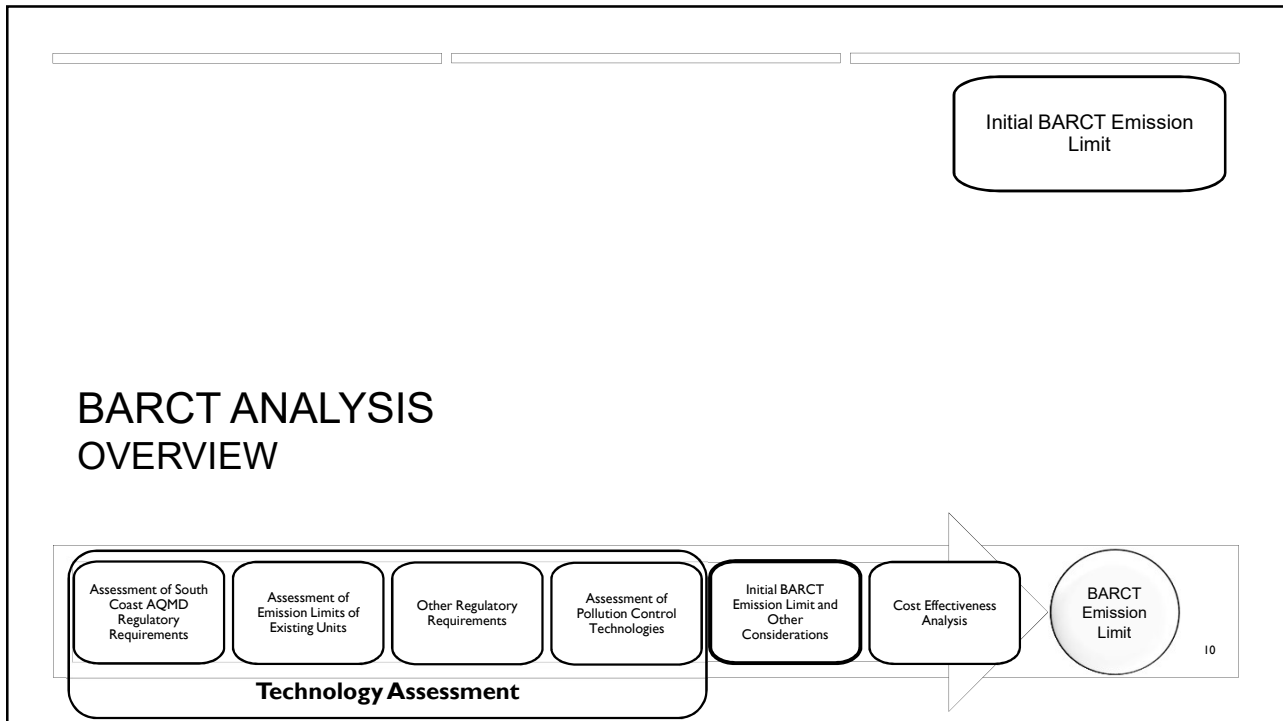 Initial BARCT Emission
Limit
BARCT ANALYSIS
OVERVIEW
Assessment of South
Coast AQMD
Regulatory
Requirements
Assessment of
Emission Limits of
Existing Units
Other Regulatory
Requirements
Assessment of
Pollution Control
Technologies
Initial BARCT
Emission Limit and
Other
Considerations
Cost Effectiveness
Analysis
BARCT
Emission
Limit
10
Technology Assessment